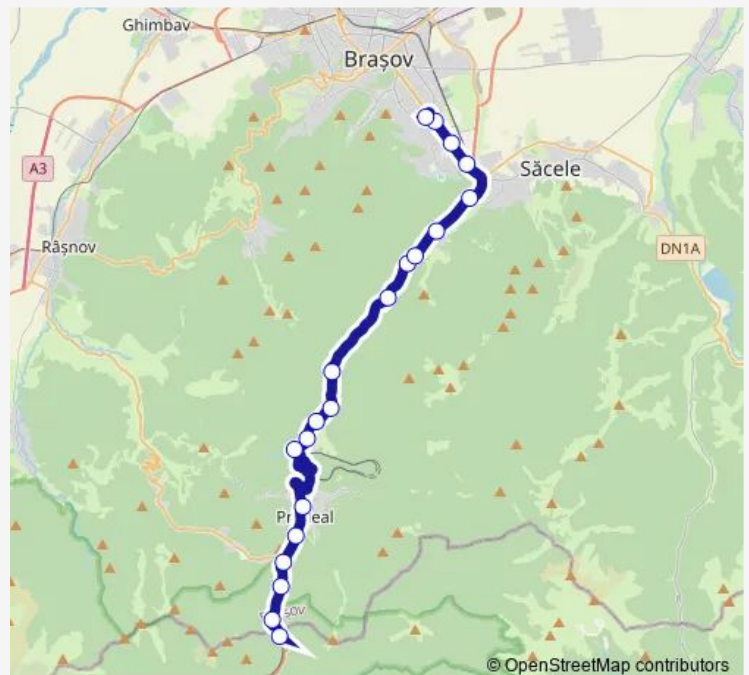 Ghimbav
Brașov
A3
Săcele
Râșnov
DN1A
© OpenStreetMap contributors